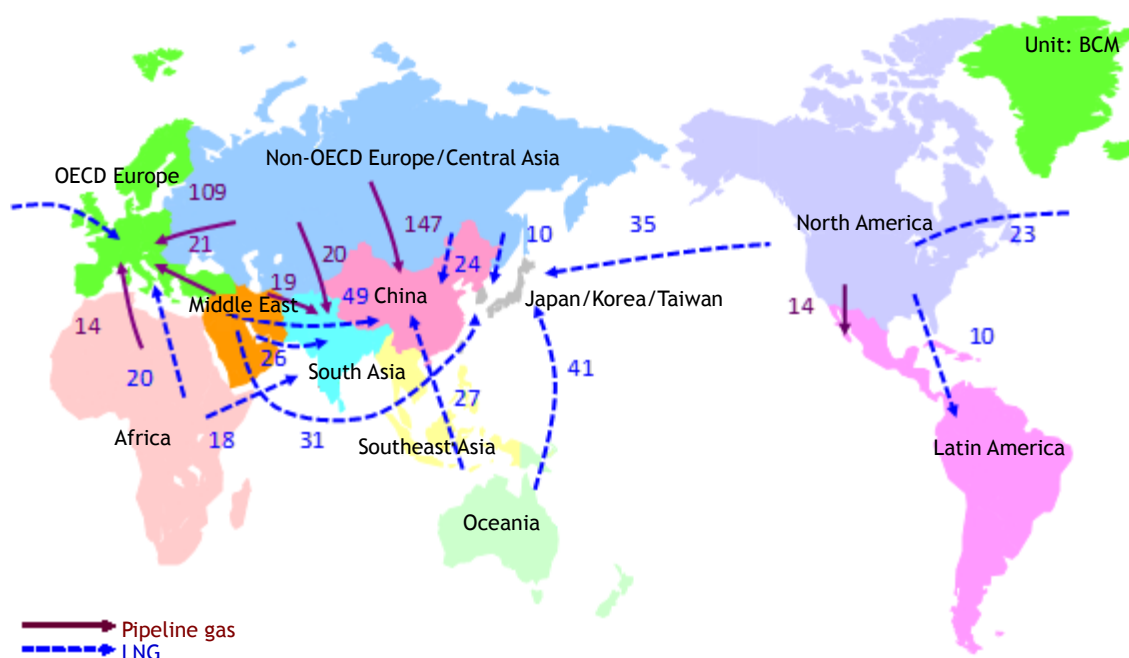 Unit: BCM
Non-OECD Europe/Central Asia
OECD Europe
109
147
10
35
North America
23
21
20
24
19
49
China
Middle East
Japan/Korea/Taiwan
14
14
10
26
South Asia
20
41
27
18
31
Africa
Southeast Asia
Latin America
Oceania
Pipeline gas
LNG